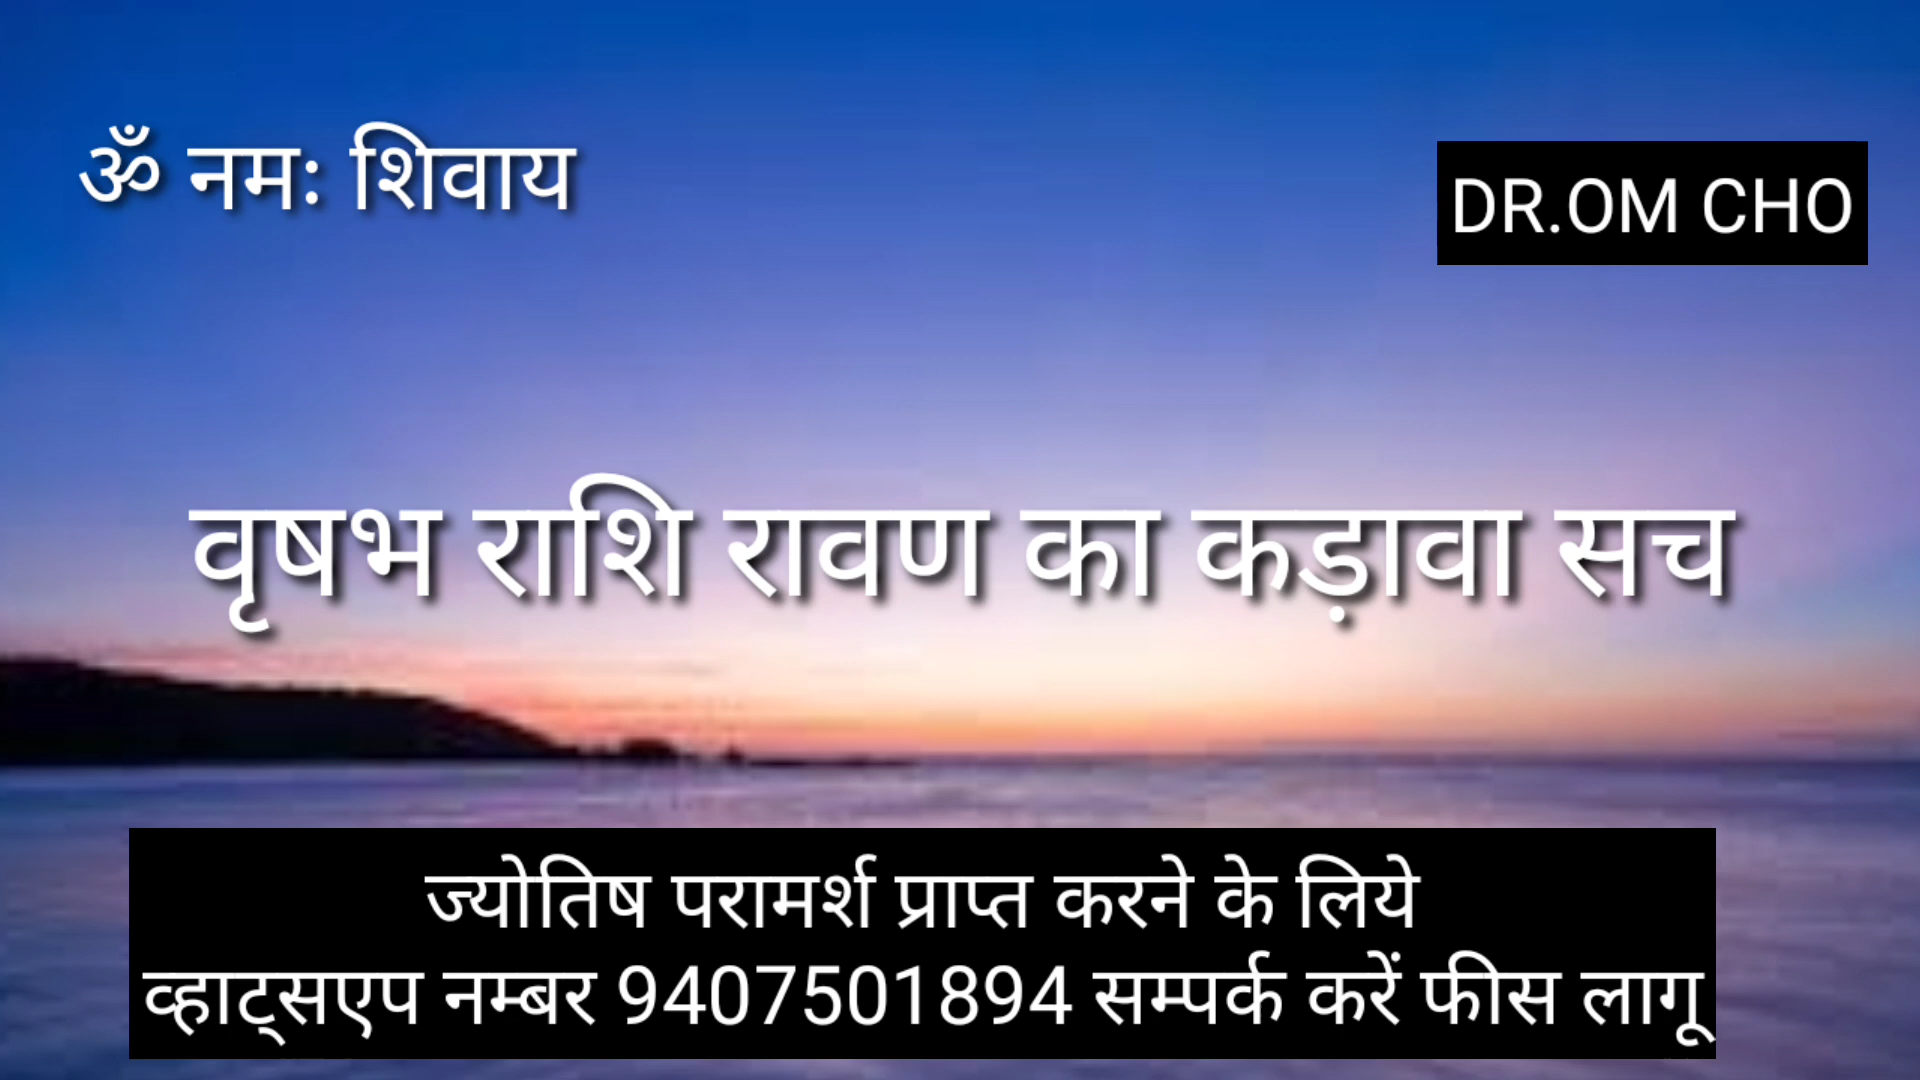 ॐ नमः शिवाय
DR.OM CHO
वृषभ राशि रावण का कड़ावा सच
ज्योतिष परामर्श प्राप्त करने के लिये
व्हाट्सएप नम्बर 9407501894 सम्पर्क करें फीस लागू